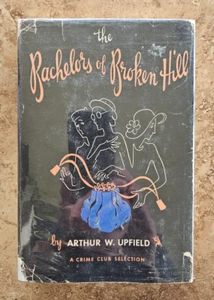 the
Bachelors of Broken Hill
by ARTHUR W. UPFIELD
A CRIME CLUB SELECTION